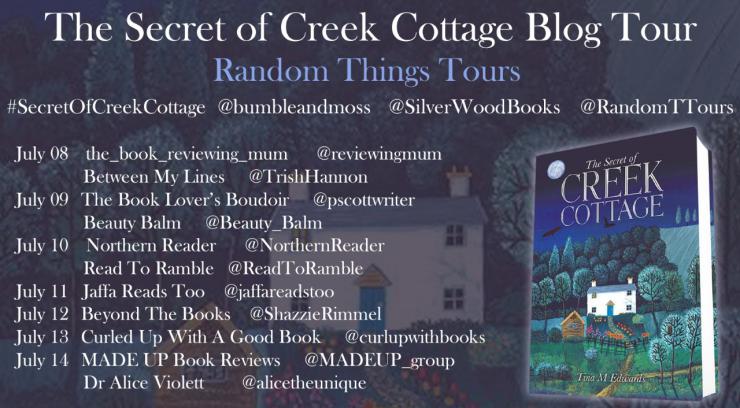 The Secret of Creek Cottage Blog Tour
Random Things Tours
#SecretOfCreekCottage @bumbleandmoss @SilverWoodBooks @RandomTTours
July 08 the_book_reviewing_mum @reviewingmum
Between My Lines @TrishHannon
July 09 The Book Lover's Boudoir @pscottwriter
Beauty Balm @Beauty_Balm
July 10 Northern Reader @NorthernReader
Read To Ramble @ReadToRamble
July 11 Jaffa Reads Too @jaffareadstoo
July 12 Beyond The Books @ShazzieRimmel
July 13 Curled Up With A Good Book @curlupwithbooks
July 14 MADE UP Book Reviews @MADEUP_group
Dr Alice Violett @alicetheunique
The Secret of
CREEK
COTTAGE
Tina M Edwards